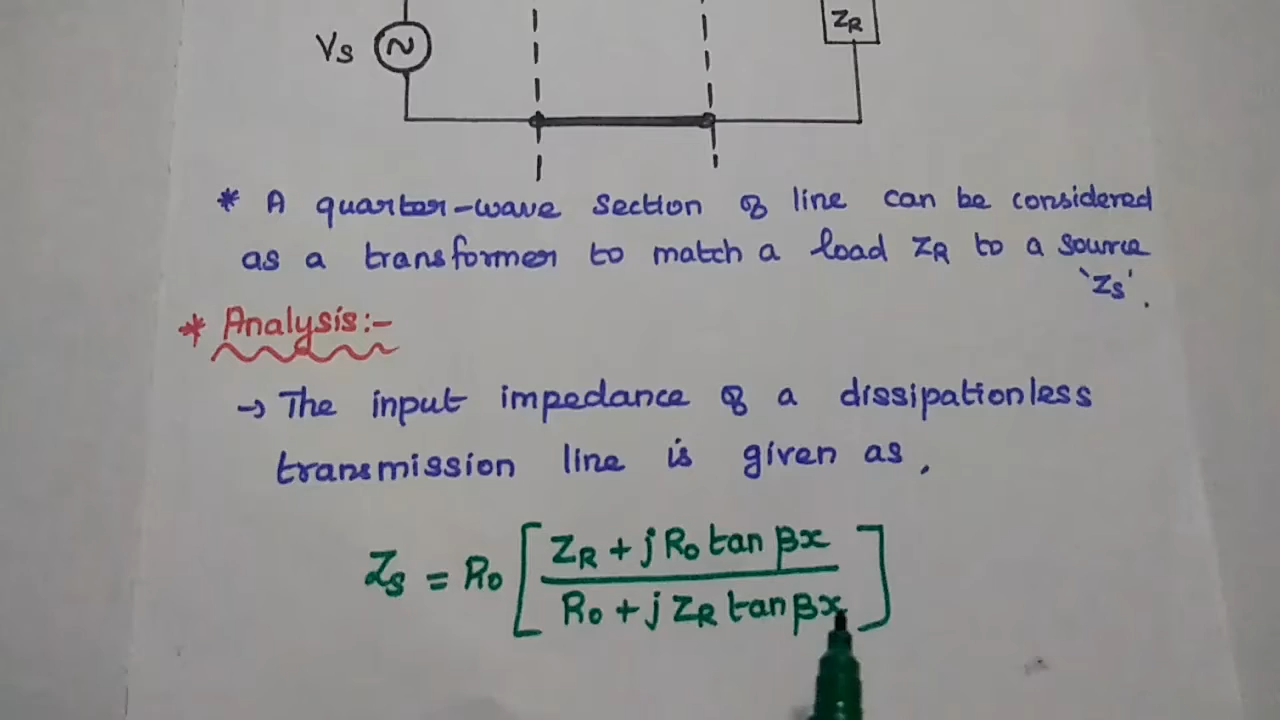 ZR
Vs ~
* A quarter-wave section of line can be considered
as a transformer to match a load ZR to a source
'Zs'.
* Analysis:-
→ The input impedance of a dissipationless
transmission line is given as,
Zs = R0 [ (ZR + j R0 tan βx) / (R0 + j ZR tan βx) ]